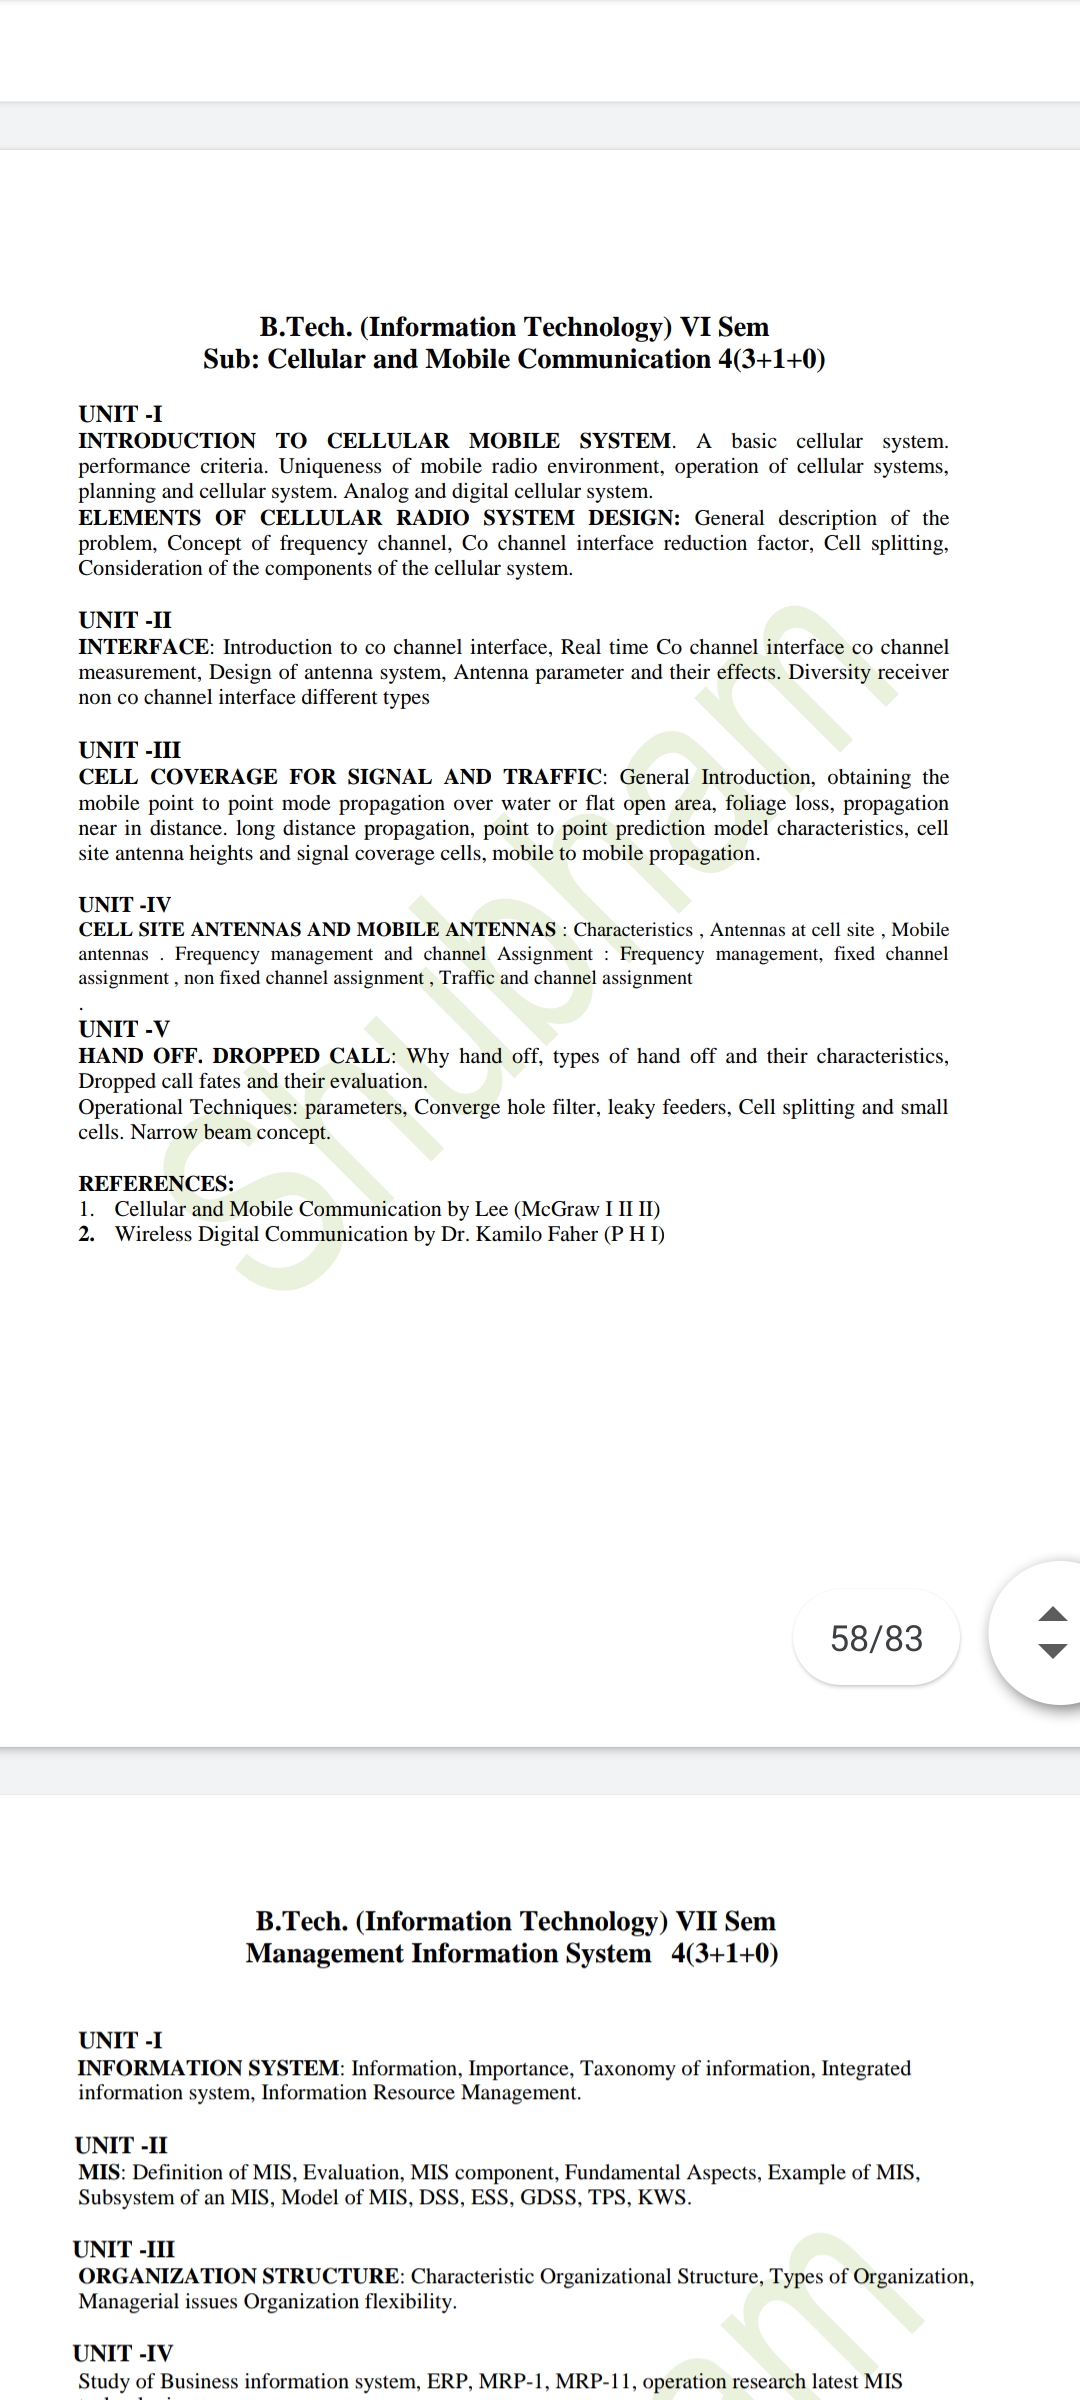 B.Tech. (Information Technology) VI Sem
Sub: Cellular and Mobile Communication 4(3+1+0)
UNIT -I
INTRODUCTION TO CELLULAR MOBILE SYSTEM. A basic cellular system.
performance criteria. Uniqueness of mobile radio environment, operation of cellular systems,
planning and cellular system. Analog and digital cellular system.
ELEMENTS OF CELLULAR RADIO SYSTEM DESIGN: General description of the
problem, Concept of frequency channel, Co channel interface reduction factor, Cell splitting,
Consideration of the components of the cellular system.
UNIT -II
INTERFACE: Introduction to co channel interface, Real time Co channel interface co channel
measurement, Design of antenna system, Antenna parameter and their effects. Diversity receiver
non co channel interface different types
UNIT -III
CELL COVERAGE FOR SIGNAL AND TRAFFIC: General Introduction, obtaining the
mobile point to point mode propagation over water or flat open area, foliage loss, propagation
near in distance. long distance propagation, point to point prediction model characteristics, cell
site antenna heights and signal coverage cells, mobile to mobile propagation.
UNIT -IV
CELL SITE ANTENNAS AND MOBILE ANTENNAS : Characteristics , Antennas at cell site , Mobile
antennas . Frequency management and channel Assignment : Frequency management, fixed channel
assignment , non fixed channel assignment , Traffic and channel assignment
.
UNIT -V
HAND OFF. DROPPED CALL: Why hand off, types of hand off and their characteristics,
Dropped call fates and their evaluation.
Operational Techniques: parameters, Converge hole filter, leaky feeders, Cell splitting and small
cells. Narrow beam concept.
REFERENCES:
1. Cellular and Mobile Communication by Lee (McGraw I II II)
2. Wireless Digital Communication by Dr. Kamilo Faher (P H I)
Shubham
58/83
B.Tech. (Information Technology) VII Sem
Management Information System 4(3+1+0)
UNIT -I
INFORMATION SYSTEM: Information, Importance, Taxonomy of information, Integrated
information system, Information Resource Management.
UNIT -II
MIS: Definition of MIS, Evaluation, MIS component, Fundamental Aspects, Example of MIS,
Subsystem of an MIS, Model of MIS, DSS, ESS, GDSS, TPS, KWS.
UNIT -III
ORGANIZATION STRUCTURE: Characteristic Organizational Structure, Types of Organization,
Managerial issues Organization flexibility.
UNIT -IV
Study of Business information system, ERP, MRP-1, MRP-11, operation research latest MIS
am